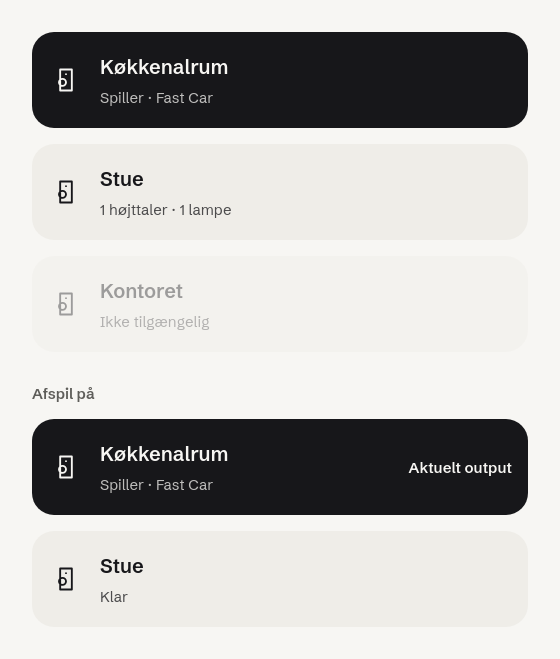 Køkkenalrum
Spiller · Fast Car
Stue
1 højttaler · 1 lampe
Kontoret
Ikke tilgængelig
Afspil på
Køkkenalrum
Spiller · Fast Car
Aktuelt output
Stue
Klar